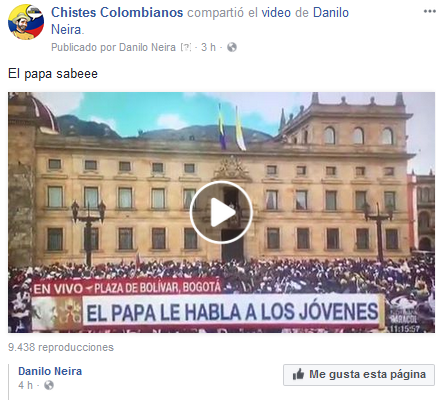 Chistes Colombianos compartió el video de Danilo
Neira.
Publicado por Danilo Neira [?] · 3 h ·
El papa sabeee
EN VIVO PLAZA DE BOLÍVAR, BOGOTÁ
EL PAPA LE HABLA A LOS JÓVENES
CARACOL
11:15:57
9.438 reproducciones
Danilo Neira
4 h ·
Me gusta esta página